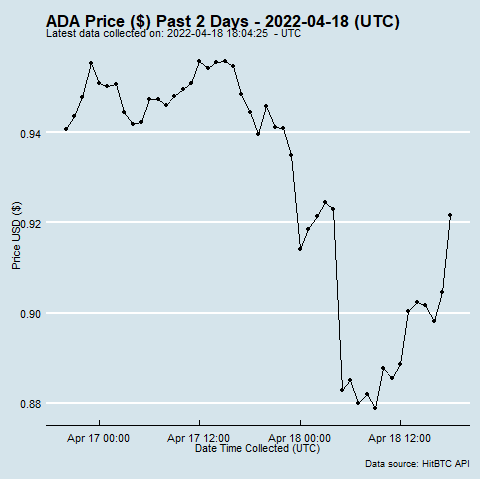 ADA Price ($) Past 2 Days - 2022-04-18 (UTC)
Latest data collected on: 2022-04-18 18:04:25  - UTC
Price USD ($)
0.94
0.92
0.90
0.88
Apr 17 00:00
Apr 17 12:00
Apr 18 00:00
Apr 18 12:00
Date Time Collected (UTC)
Data source: HitBTC API